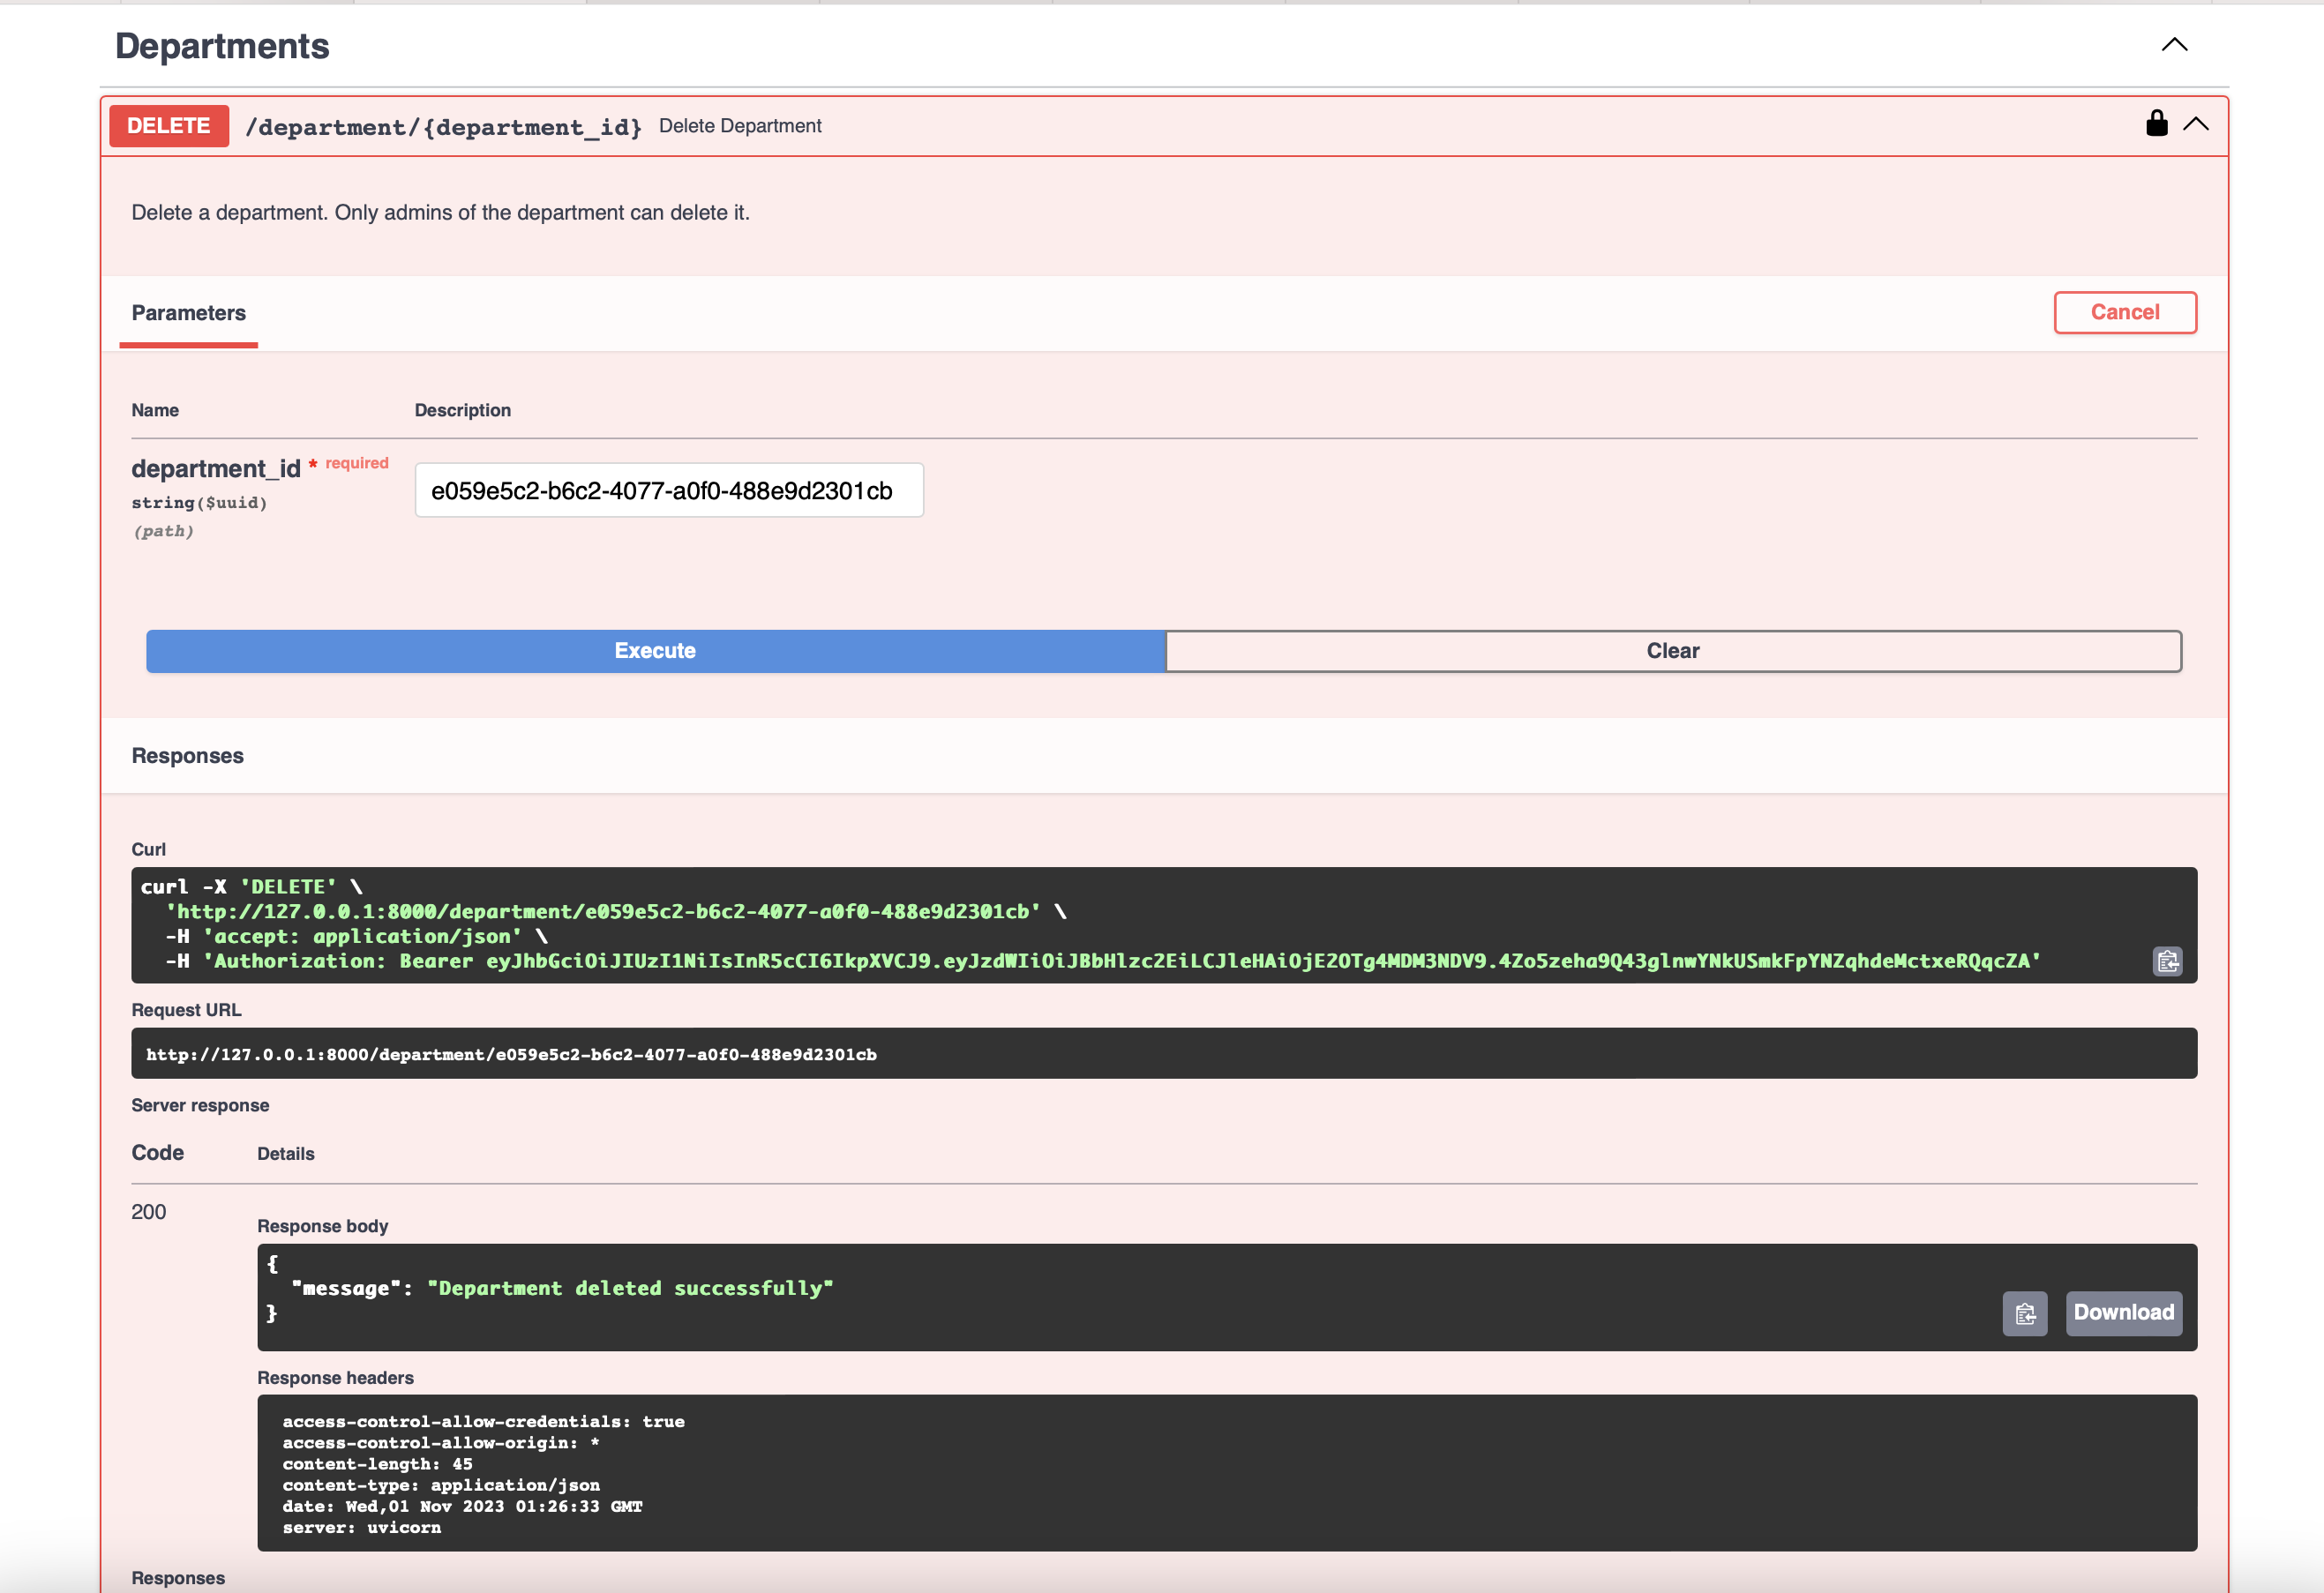 Departments
DELETE /department/{department_id} Delete Department
Delete a department. Only admins of the department can delete it.
Parameters
Cancel
Name Description
department_id * required
string($uuid)
(path)
e059e5c2-b6c2-4077-a0f0-488e9d2301cb
Execute Clear
Responses
Curl
curl -X 'DELETE' \
'http://127.0.0.1:8000/department/e059e5c2-b6c2-4077-a0f0-488e9d2301cb' \
-H 'accept: application/json' \
-H 'Authorization: Bearer eyJhbGciOiJIUzI1NiIsInR5cCI6IkpXVCJ9.eyJzdWIiOiJBbHlzc2EiLCJleHAiOjE2OTg4MDM3NDV9.4Zo5zeha9Q43glnwYNkUSmkFpYNZqhdeMctxeRQqcZA'
Request URL
http://127.0.0.1:8000/department/e059e5c2-b6c2-4077-a0f0-488e9d2301cb
Server response
Code Details
200
Response body
{
"message": "Department deleted successfully"
}
Download
Response headers
access-control-allow-credentials: true
access-control-allow-origin: *
content-length: 45
content-type: application/json
date: Wed,01 Nov 2023 01:26:33 GMT
server: uvicorn
Responses